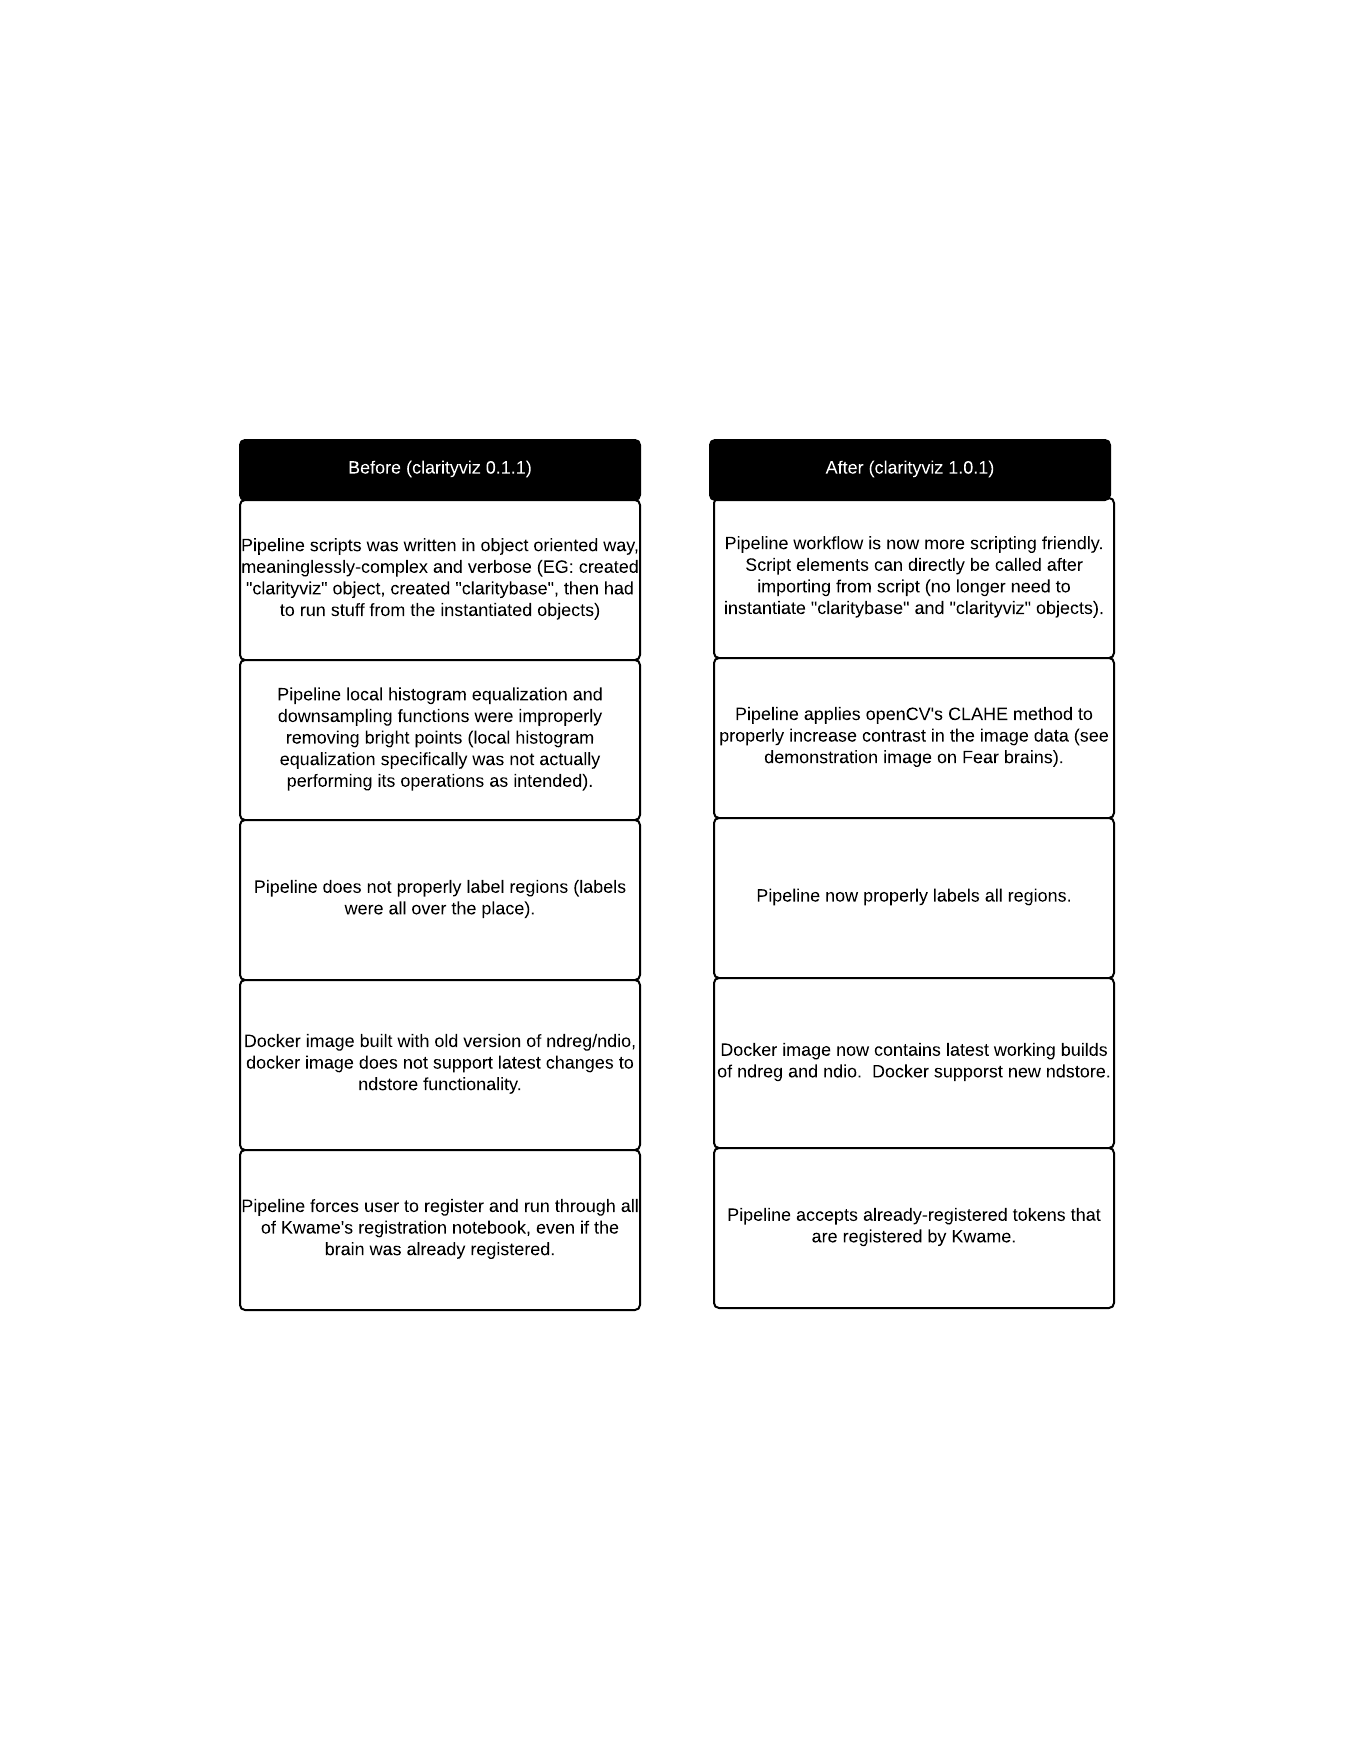 Before (clarityviz 0.1.1)
Pipeline scripts was written in object oriented way,
meaninglessly-complex and verbose (EG: created
"clarityviz" object, created "claritybase", then had
to run stuff from the instantiated objects)
Pipeline local histogram equalization and
downsampling functions were improperly
removing bright points (local histogram
equalization specifically was not actually
performing its operations as intended).
Pipeline does not properly label regions (labels
were all over the place).
Docker image built with old version of ndreg/ndio,
docker image does not support latest changes to
ndstore functionality.
Pipeline forces user to register and run through all
of Kwame's registration notebook, even if the
brain was already registered.
After (clarityviz 1.0.1)
Pipeline workflow is now more scripting friendly.
Script elements can directly be called after
importing from script (no longer need to
instantiate "claritybase" and "clarityviz" objects).
Pipeline applies openCV's CLAHE method to
properly increase contrast in the image data (see
demonstration image on Fear brains).
Pipeline now properly labels all regions.
Docker image now contains latest working builds
of ndreg and ndio.  Docker supporst new ndstore.
Pipeline accepts already-registered tokens that
are registered by Kwame.